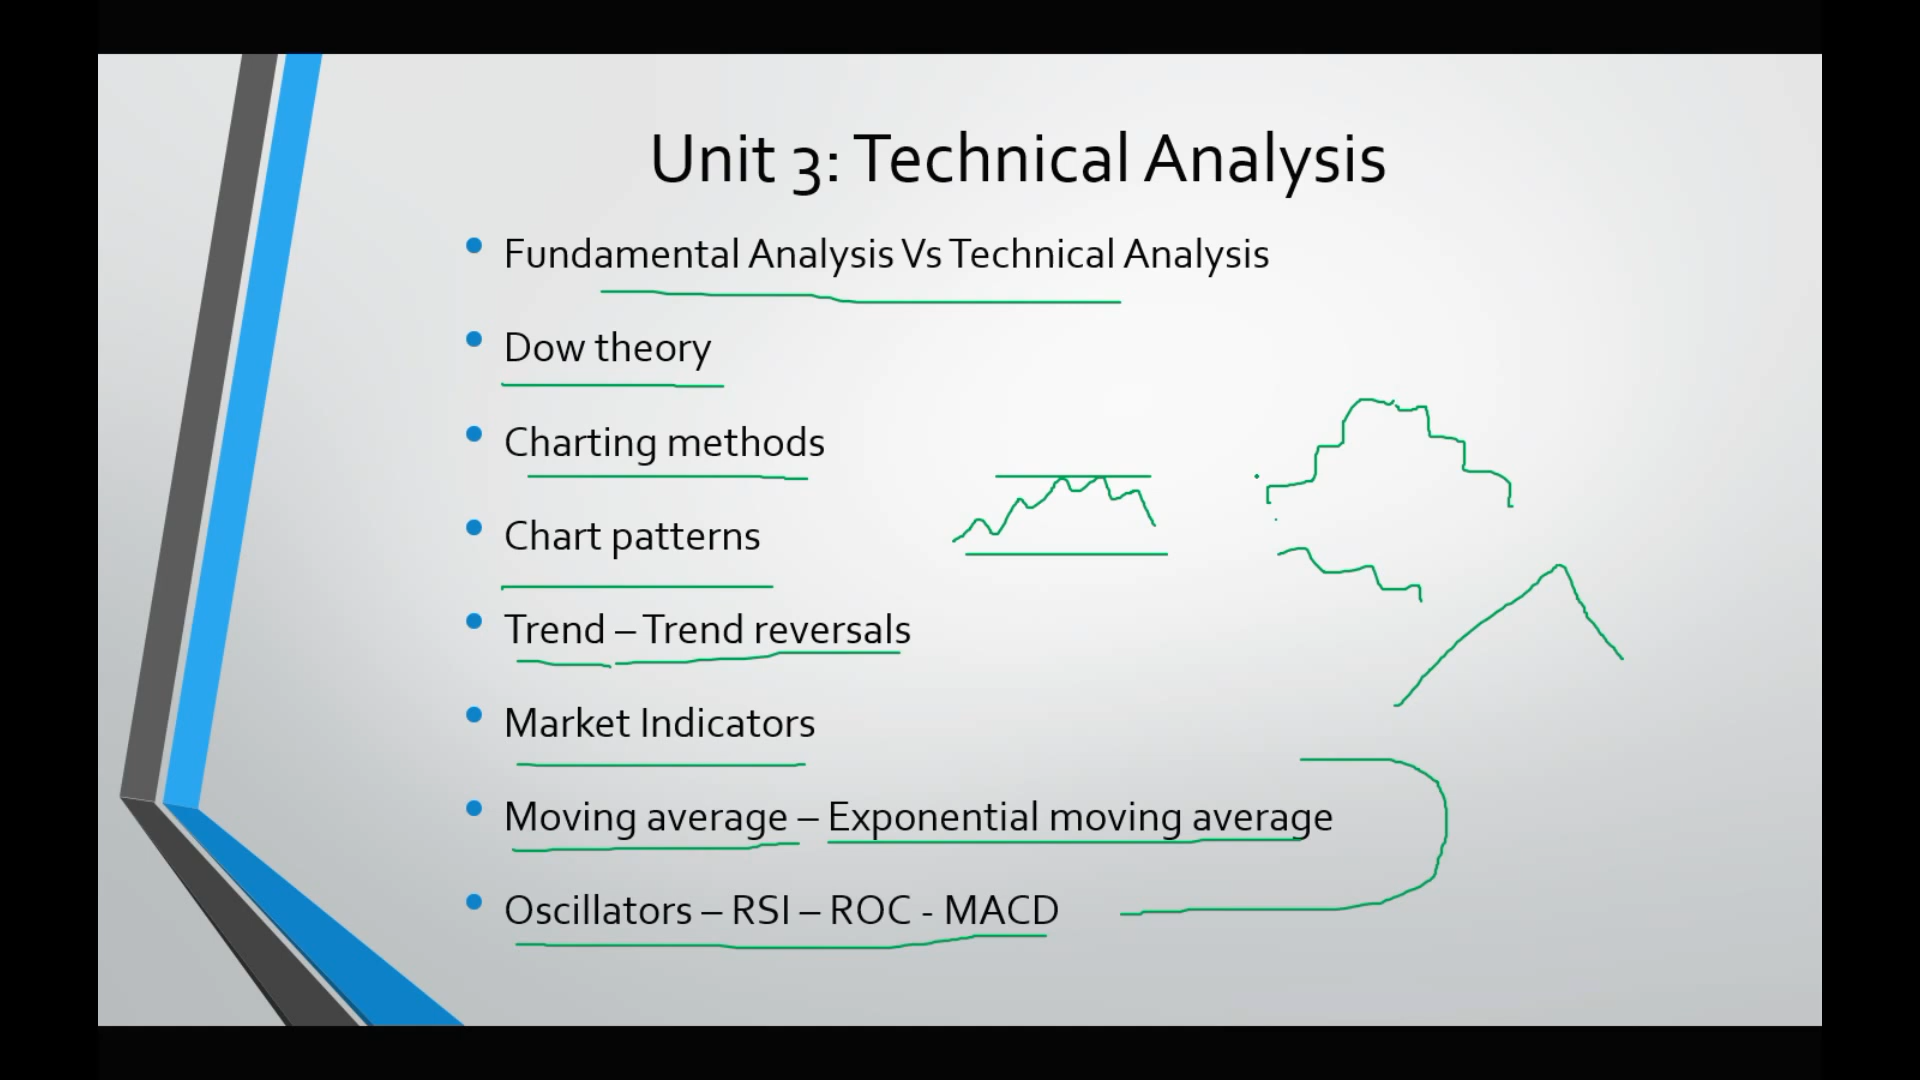 Unit 3: Technical Analysis
Fundamental Analysis Vs Technical Analysis
Dow theory
Charting methods
Chart patterns
Trend – Trend reversals
Market Indicators
Moving average – Exponential moving average
Oscillators – RSI – ROC - MACD